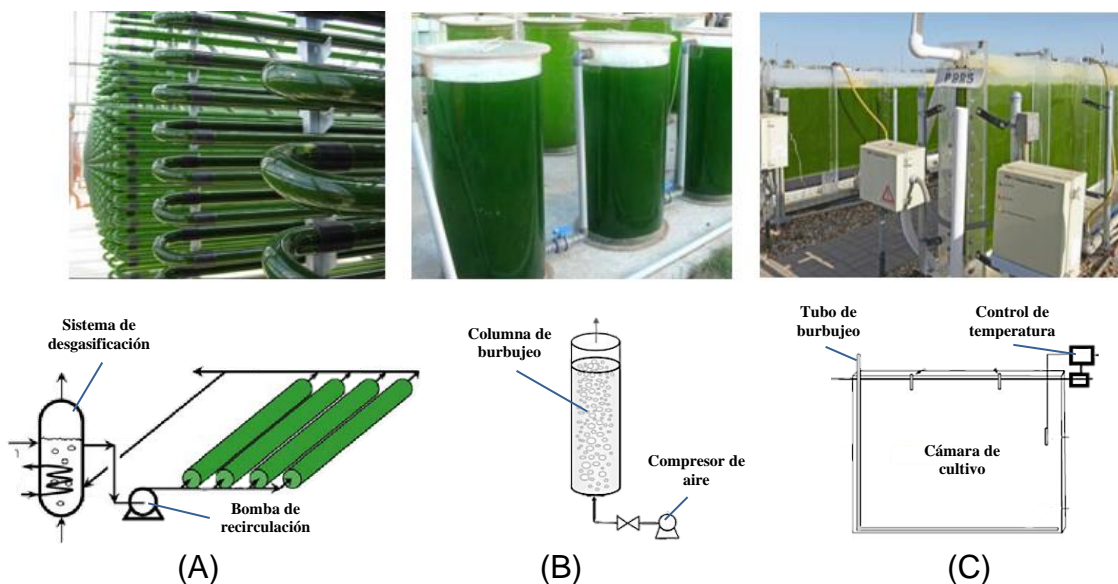 PBR5
Sistema de
desgasificación
Bomba de
recirculación
Columna de
burbujeo
Compresor de
aire
Tubo de
burbujeo
Control de
temperatura
Cámara de
cultivo
(A)
(B)
(C)